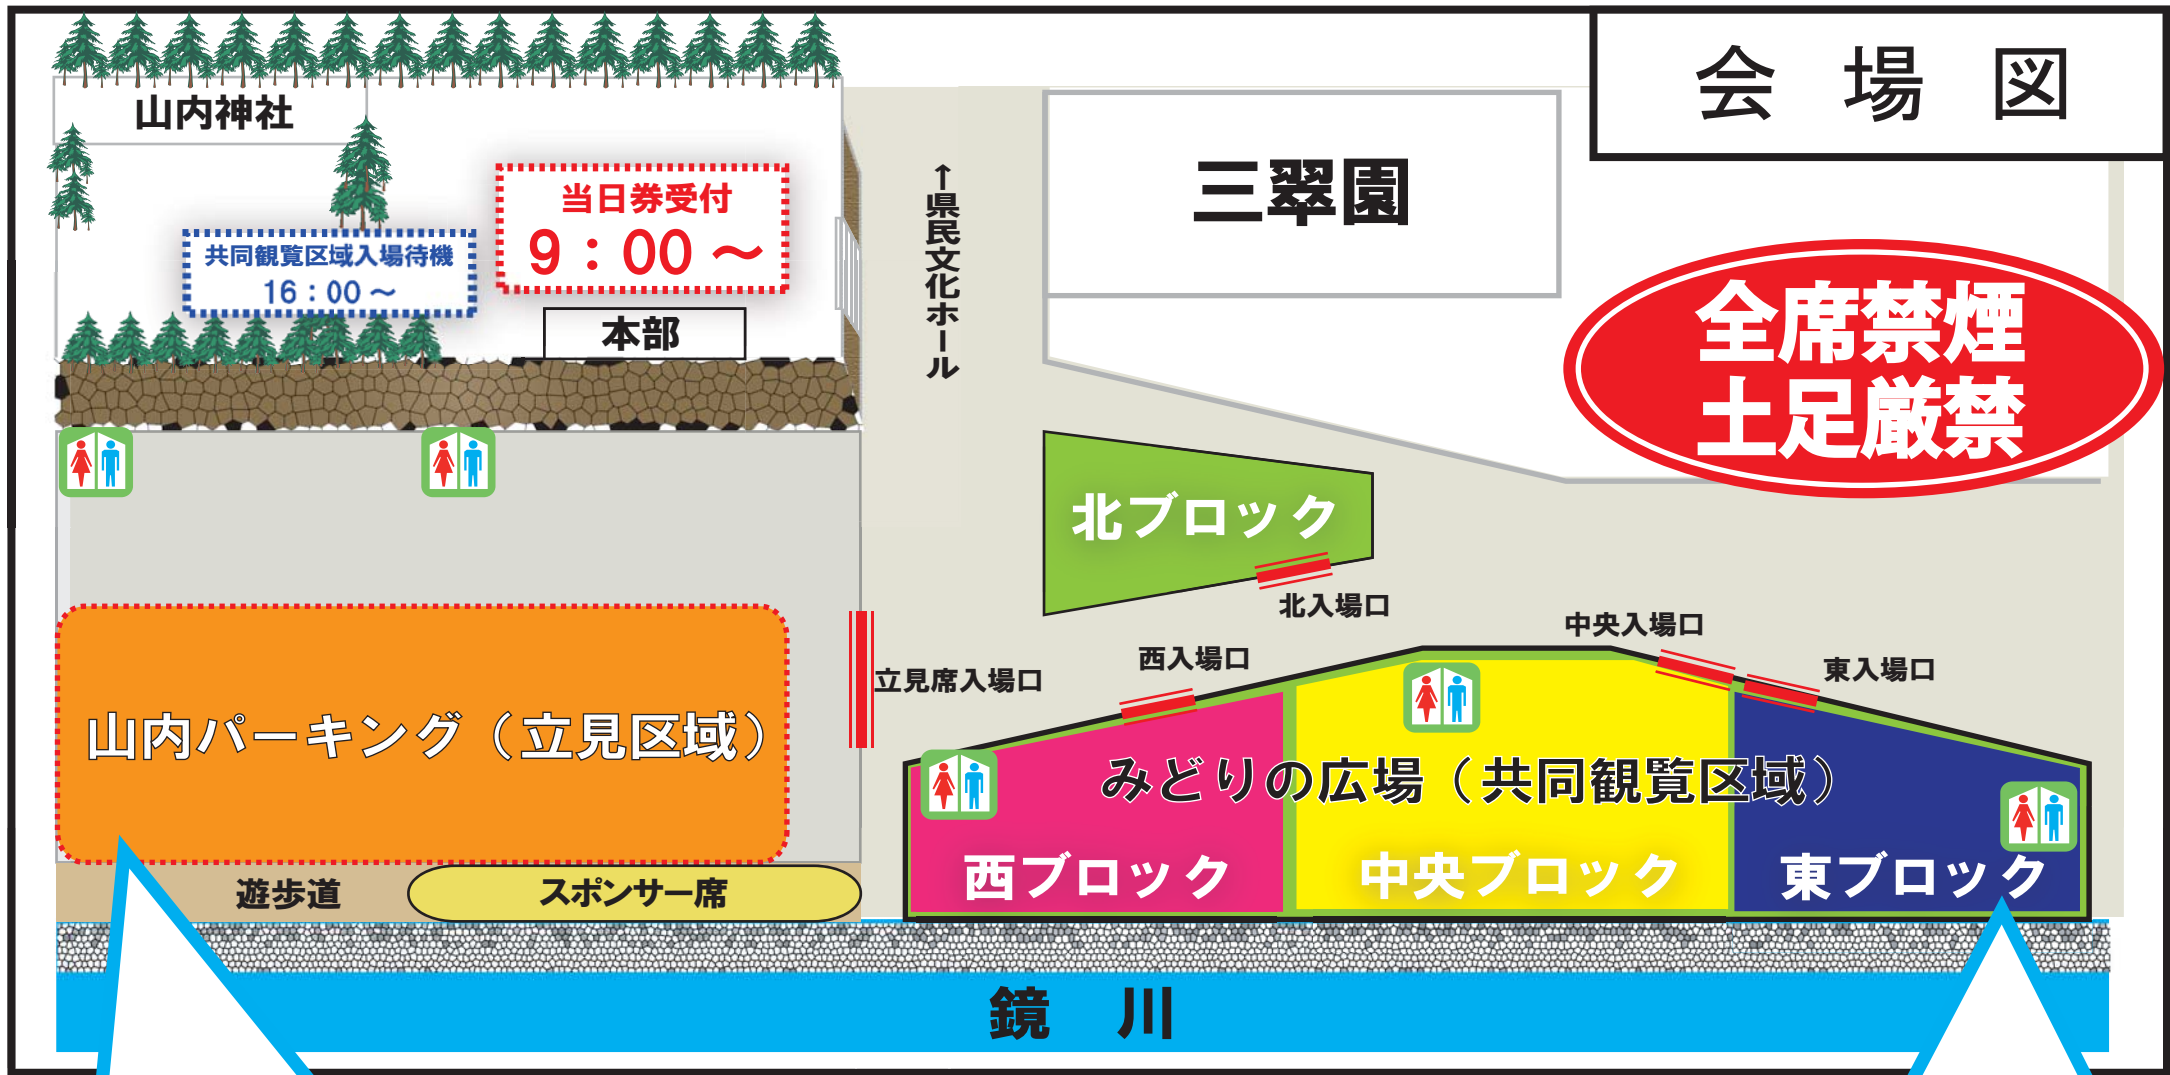 会場図
山内神社
当日券受付
9:00～
共同観覧区域入場待機
16:00～
本部
↑県民文化ホール
三翠園
全席禁煙
土足厳禁
北ブロック
北入場口
中央入場口
西入場口
東入場口
立見席入場口
山内パーキング（立見区域）
みどりの広場（共同観覧区域）
西ブロック
中央ブロック
東ブロック
遊歩道
スポンサー席
鏡川